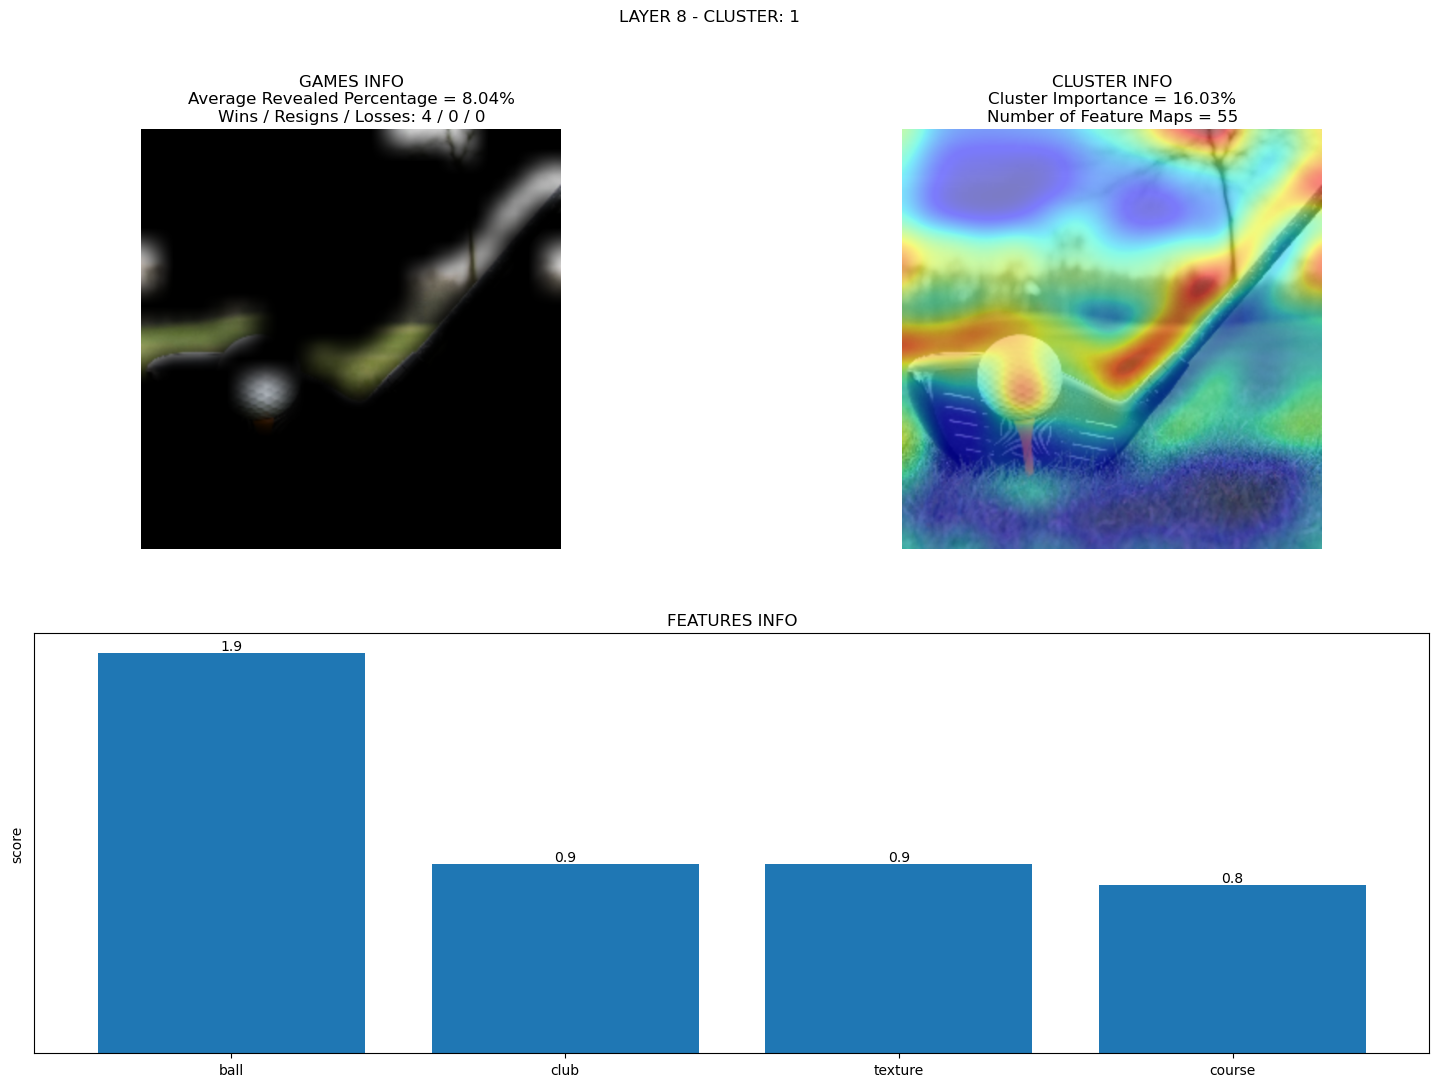 LAYER 8 - CLUSTER: 1
GAMES INFO
Average Revealed Percentage = 8.04%
Wins / Resigns / Losses: 4 / 0 / 0
CLUSTER INFO
Cluster Importance = 16.03%
Number of Feature Maps = 55
FEATURES INFO
score
1.9
0.9
0.9
0.8
ball
club
texture
course